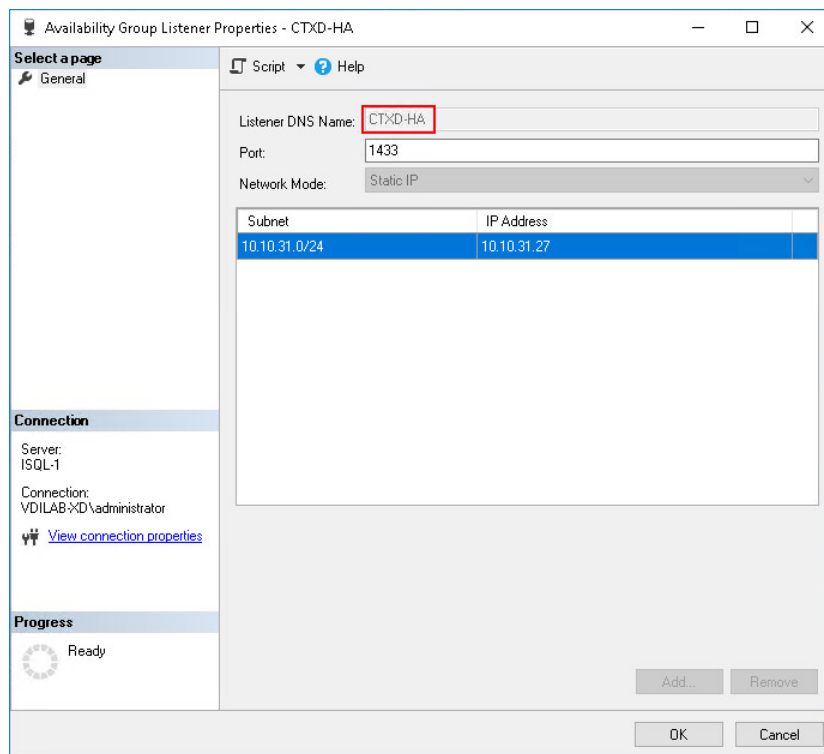 Availability Group Listener Properties - CTXD-HA
Select a page
General
Script
Help
Listener DNS Name: CTXD-HA
Port: 1433
Network Mode: Static IP
Subnet IP Address
10.10.31.0/24 10.10.31.27
Connection
Server:
ISQL-1
Connection:
VDILAB-XD\administrator
View connection properties
Progress
Ready
Add... Remove
OK Cancel